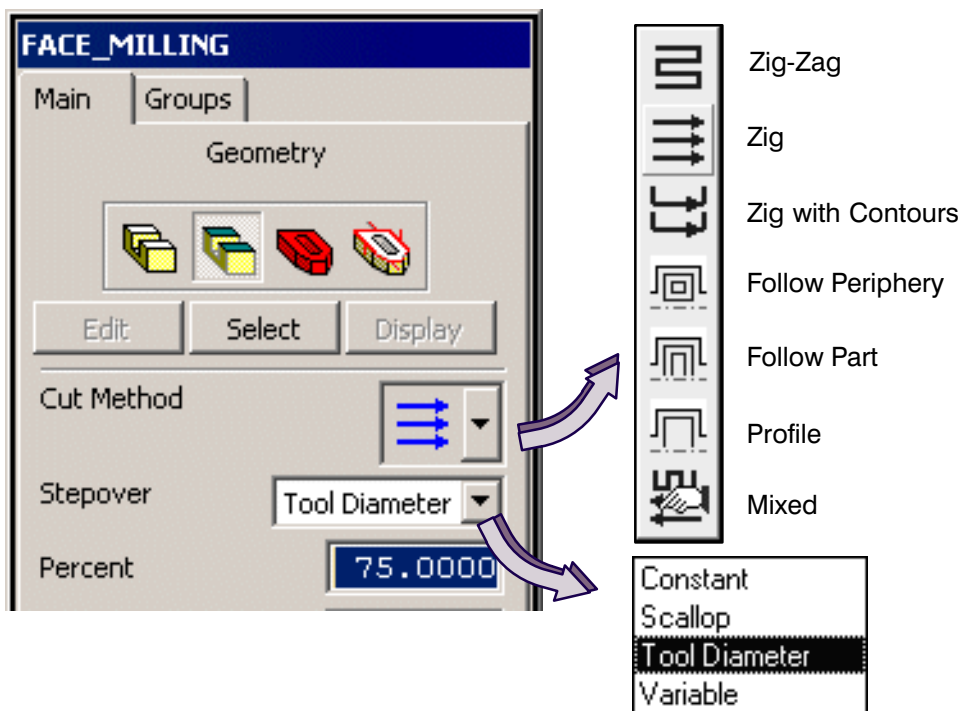 FACE_MILLING
Main Groups
Geometry
Edit Select Display
Cut Method
Stepover Tool Diameter
Percent 75.0000
Zig-Zag
Zig
Zig with Contours
Follow Periphery
Follow Part
Profile
Mixed
Constant
Scallop
Tool Diameter
Variable